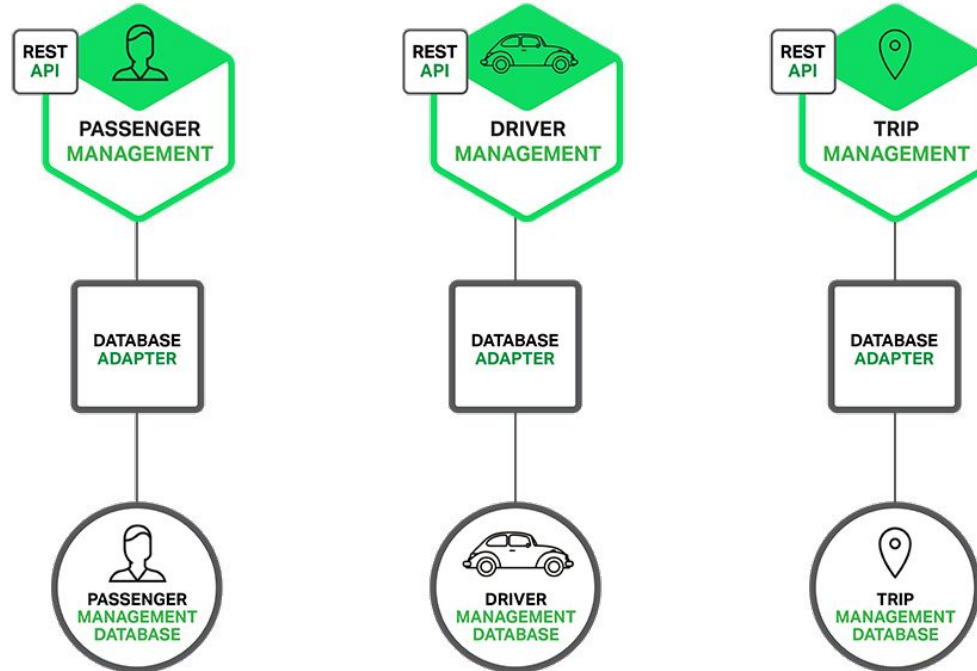 REST
API
PASSENGER
MANAGEMENT
REST
API
DRIVER
MANAGEMENT
REST
API
TRIP
MANAGEMENT
DATABASE
ADAPTER
DATABASE
ADAPTER
DATABASE
ADAPTER
PASSENGER
MANAGEMENT
DATABASE
DRIVER
MANAGEMENT
DATABASE
TRIP
MANAGEMENT
DATABASE